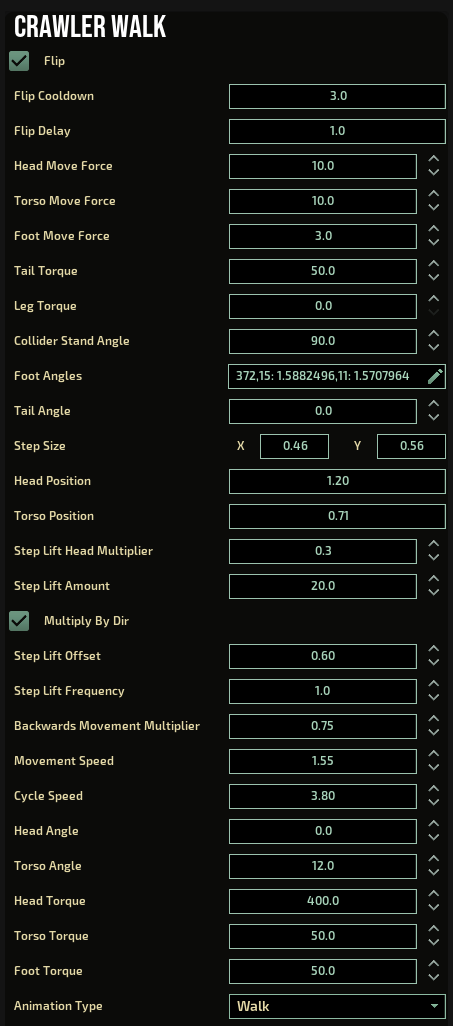 CRAWLER WALK
Flip
Flip Cooldown 3.0
Flip Delay 1.0
Head Move Force 10.0
Torso Move Force 10.0
Foot Move Force 3.0
Tail Torque 50.0
Leg Torque 0.0
Collider Stand Angle 90.0
Foot Angles 372,15: 1.5882496,11: 1.5707964
Tail Angle 0.0
Step Size X 0.46 Y 0.56
Head Position 1.20
Torso Position 0.71
Step Lift Head Multiplier 0.3
Step Lift Amount 20.0
Multiply By Dir
Step Lift Offset 0.60
Step Lift Frequency 1.0
Backwards Movement Multiplier 0.75
Movement Speed 1.55
Cycle Speed 3.80
Head Angle 0.0
Torso Angle 12.0
Head Torque 400.0
Torso Torque 50.0
Foot Torque 50.0
Animation Type Walk